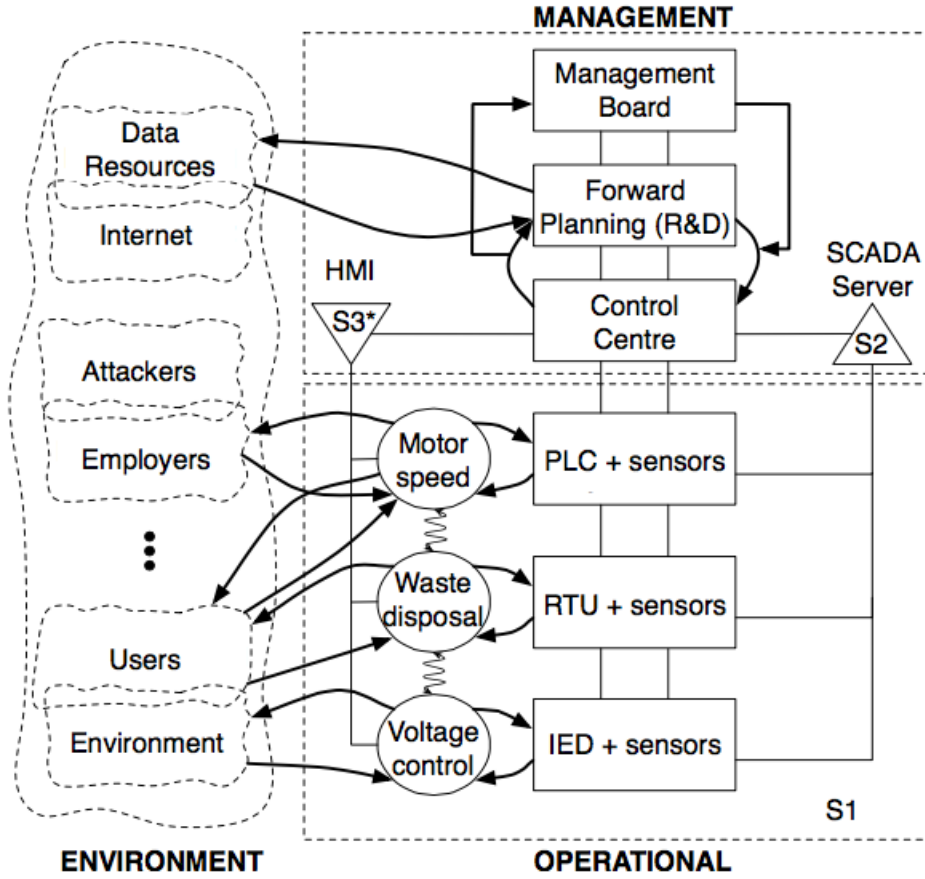 MANAGEMENT
Management
Board
Data
Resources
Forward
Planning (R&D)
Internet
HMI
SCADA
Server
S3*
Control
Centre
S2
Attackers
Employers
Motor
speed
PLC + sensors
Waste
disposal
RTU + sensors
Users
Environment
Voltage
control
IED + sensors
S1
ENVIRONMENT
OPERATIONAL